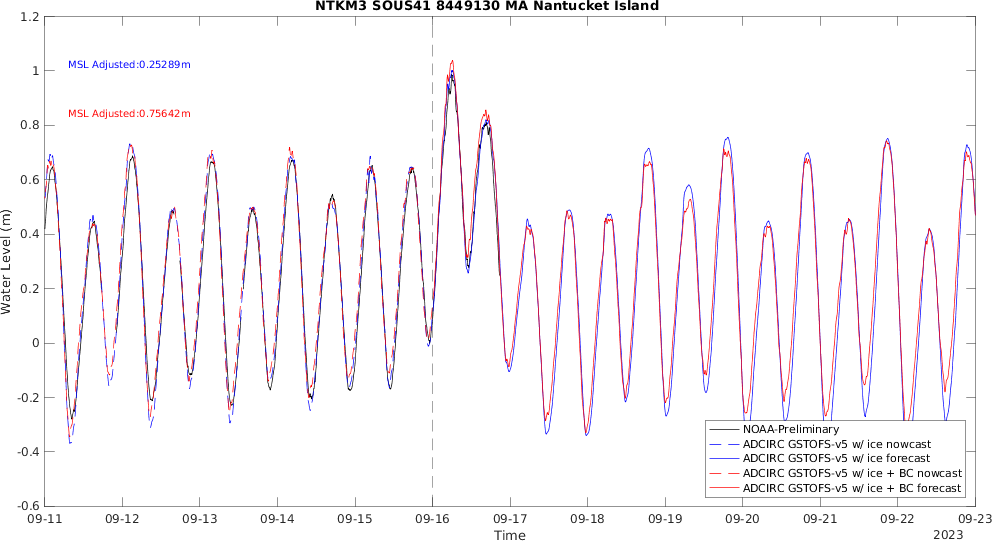 NTKM3 SOUS41 8449130 MA Nantucket Island
1.2
1
0.8
0.6
0.4
0.2
0
-0.2
-0.4
-0.6
Water Level (m)
MSL Adjusted:0.25289m
MSL Adjusted:0.75642m
NOAA-Preliminary
ADCIRC GSTOFS-v5 w/ ice nowcast
ADCIRC GSTOFS-v5 w/ ice forecast
ADCIRC GSTOFS-v5 w/ ice + BC nowcast
ADCIRC GSTOFS-v5 w/ ice + BC forecast
09-11 09-12 09-13 09-14 09-15 09-16 09-17 09-18 09-19 09-20 09-21 09-22 09-23
Time
2023